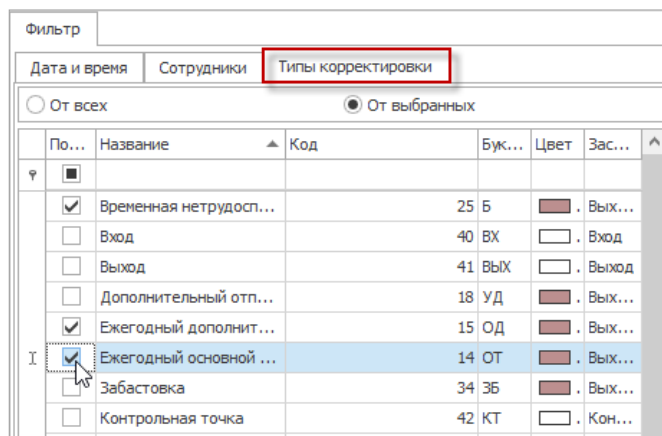 Фильтр
Дата и время Сотрудники Типы корректировки
От всех От выбранных
По... Название Код Бук... Цвет Зас...
Временная нетрудосп... 25 Б . Вых...
Вход 40 ВХ . Вход
Выход 41 ВЫХ . Выход
Дополнительный отп... 18 УД . Вых...
Ежегодный дополнит... 15 ОД . Вых...
Ежегодный основной ... 14 ОТ . Вых...
Забастовка 34 ЗБ . Вых...
Контрольная точка 42 КТ . Кон...